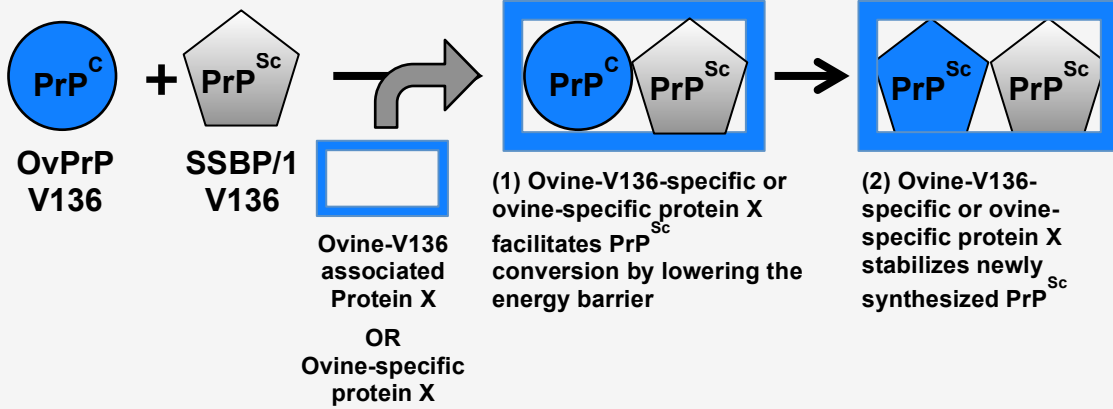 PrP^C
+
PrP^Sc
OvPrP
V136
SSBP/1
V136
Ovine-V136
associated
Protein X
OR
Ovine-specific
protein X
PrP^C
PrP^Sc
(1) Ovine-V136-specific or
ovine-specific protein X
facilitates PrP^Sc
conversion by lowering the
energy barrier
PrP^Sc
PrP^Sc
(2) Ovine-V136-
specific or ovine-
specific protein X
stabilizes newly
synthesized PrP^Sc